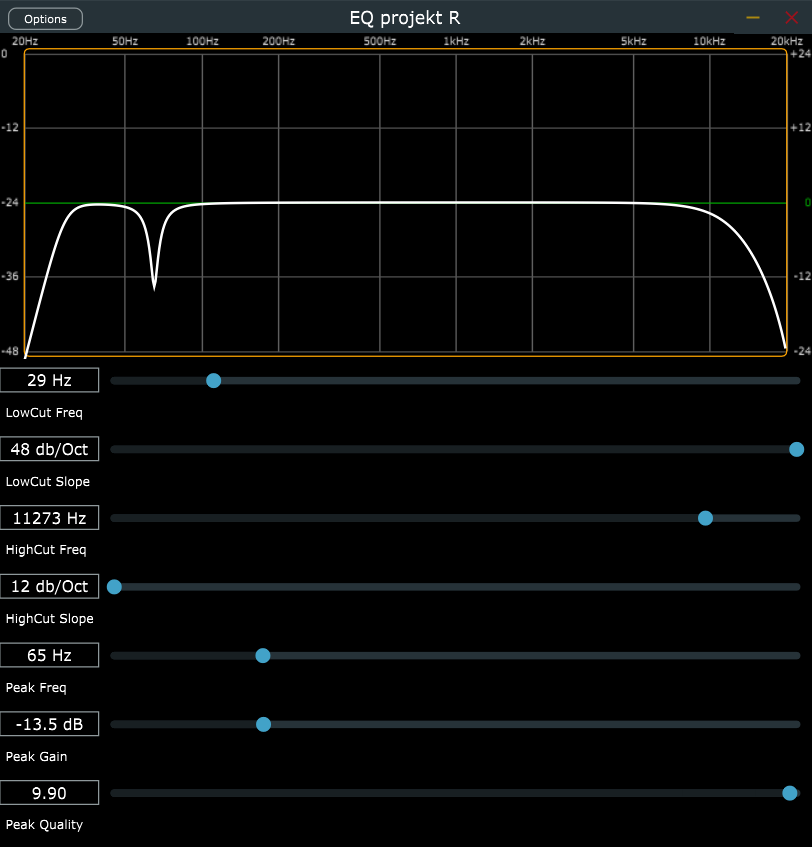 Options EQ projekt R
20Hz 50Hz 100Hz 200Hz 500Hz 1kHz 2kHz 5kHz 10kHz 20kHz
0 +24
-12 +12
-24 0
-36 -12
-48 -24
29 Hz
LowCut Freq
48 db/Oct
LowCut Slope
11273 Hz
HighCut Freq
12 db/Oct
HighCut Slope
65 Hz
Peak Freq
-13.5 dB
Peak Gain
9.90
Peak Quality